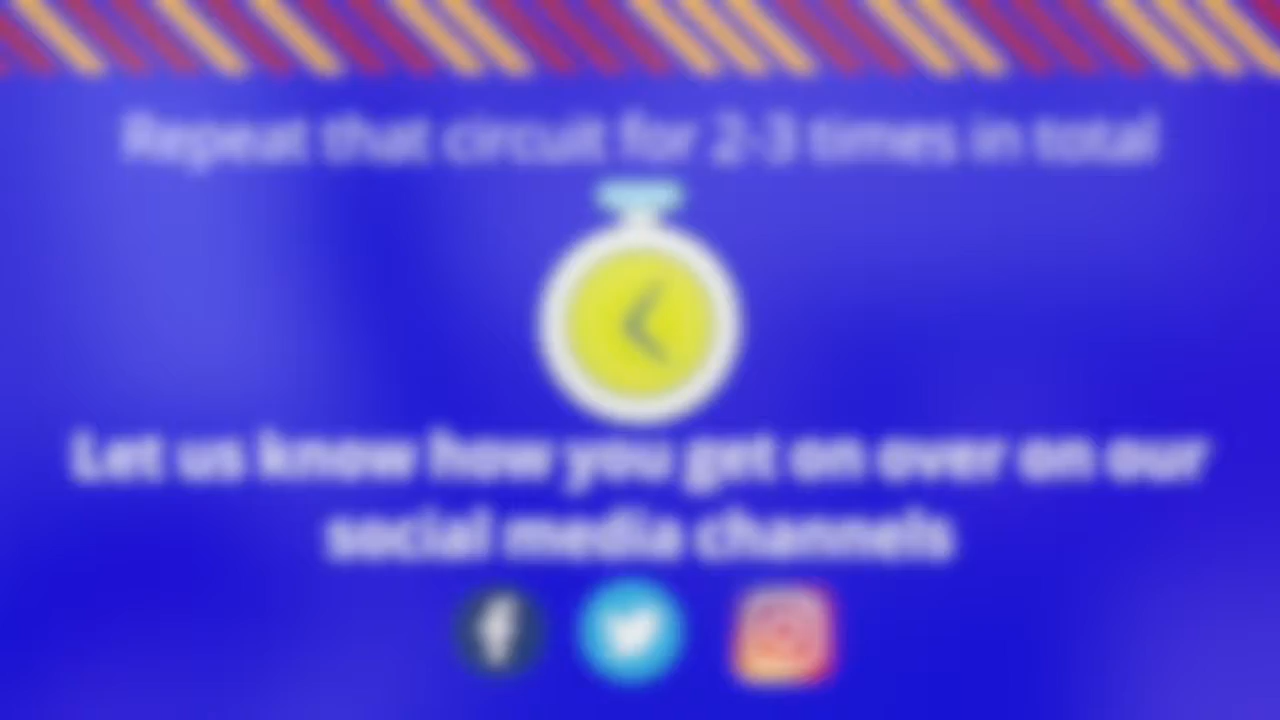 Repeat that circuit for 2-3 times in total
Let us know how you get on over on our
social media channels